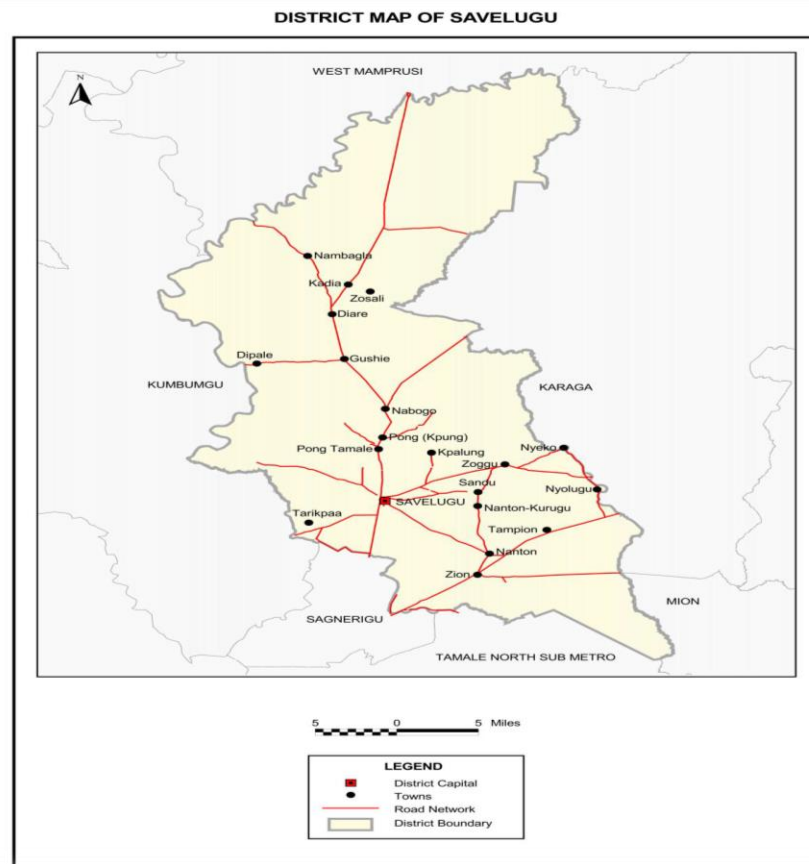 DISTRICT MAP OF SAVELUGU
WEST MAMPRUSI
N
Nambagla
Kadia
Zosali
Diare
Dipale
Gushie
KUMBUMGU
KARAGA
Nabogo
Pong (Kpung)
Nyeko
Pong Tamale
Kpalung
Zoggu
Sandu
Nyolugu
SAVELUGU
Nanton-Kurugu
Tarikpaa
Tampion
Nanton
Zion
MION
SAGNERIGU
TAMALE NORTH SUB METRO
5 0 5 Miles
LEGEND
District Capital
Towns
Road Network
District Boundary